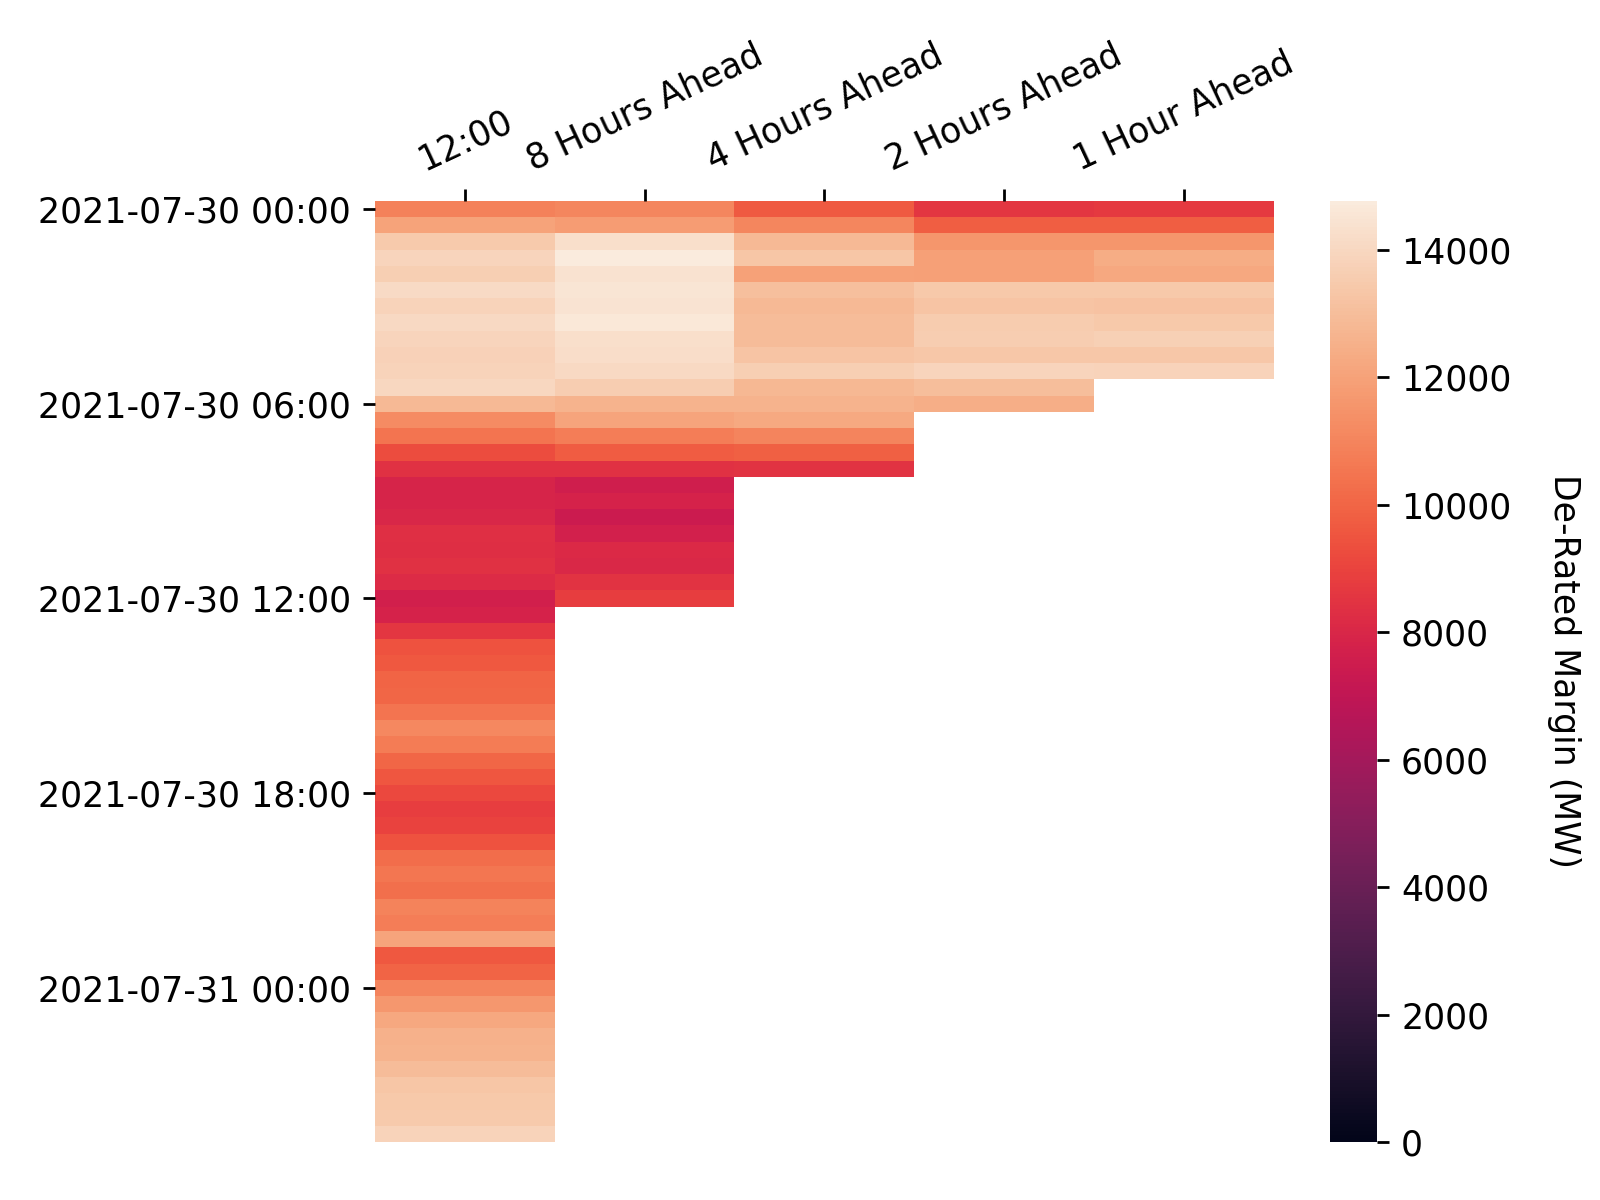 12:00
8 Hours Ahead
4 Hours Ahead
2 Hours Ahead
1 Hour Ahead
2021-07-30 00:00
2021-07-30 06:00
2021-07-30 12:00
2021-07-30 18:00
2021-07-31 00:00
14000
12000
10000
8000
6000
4000
2000
0
De-Rated Margin (MW)